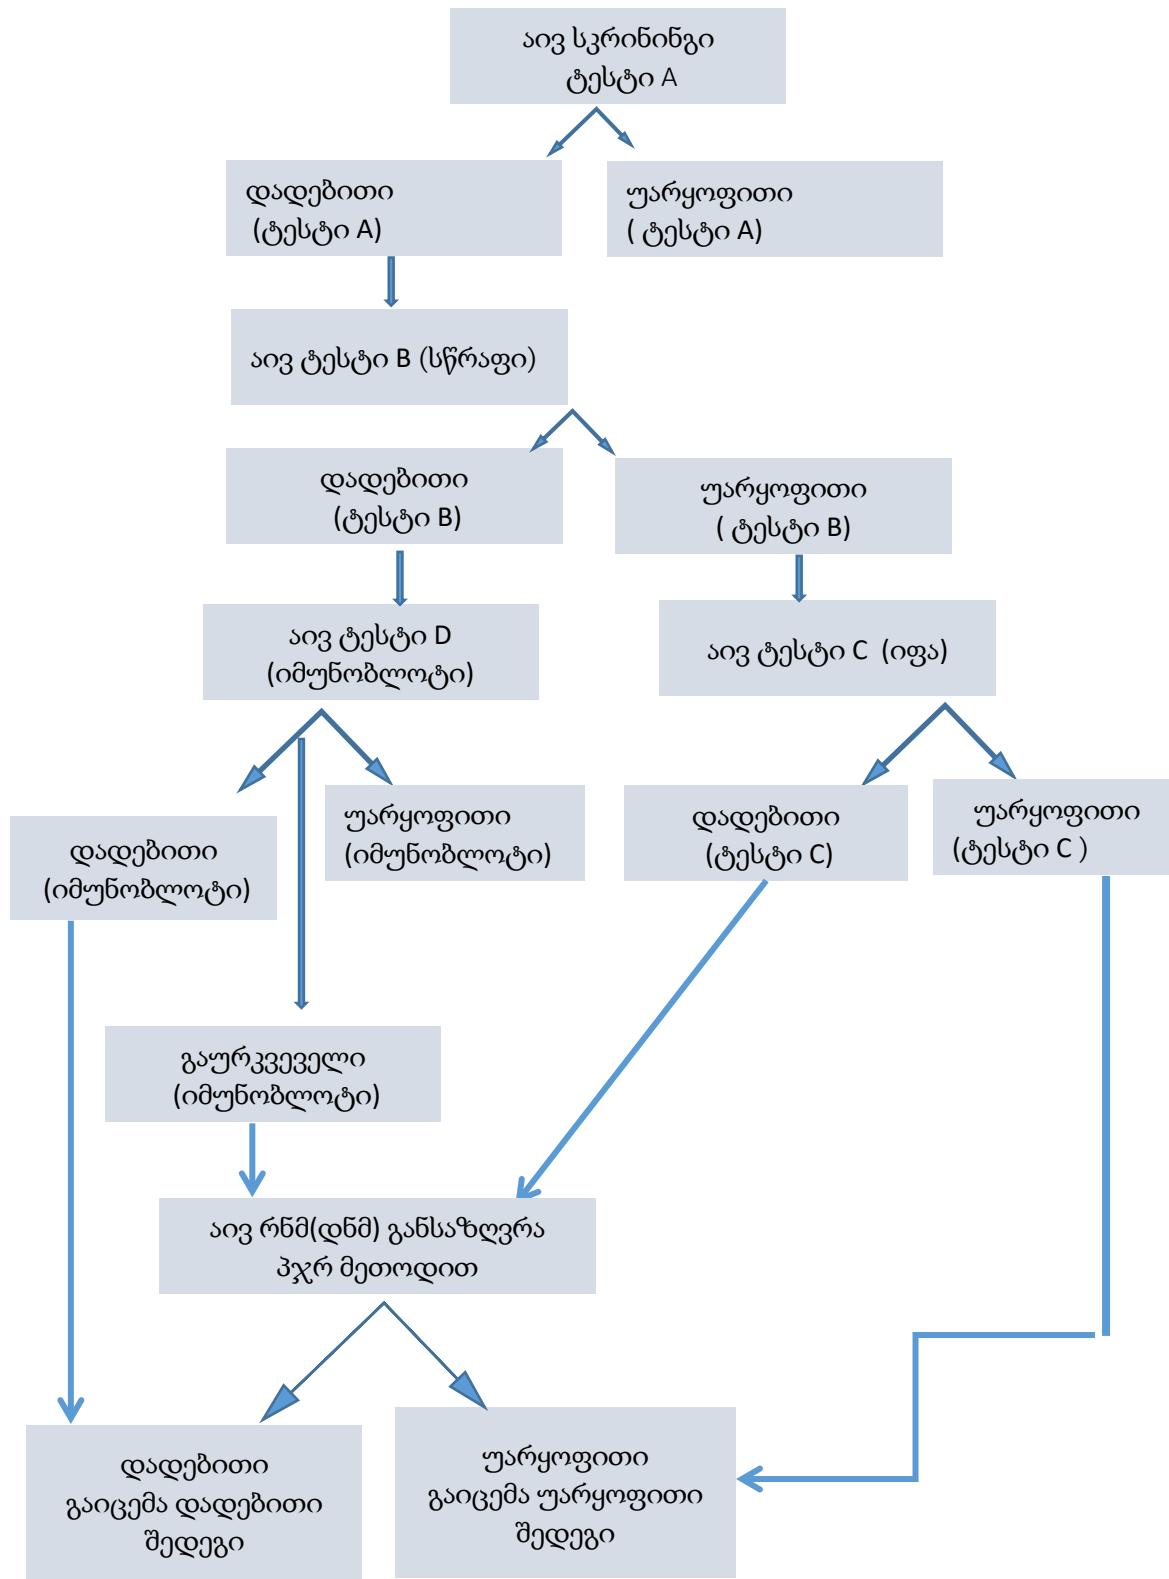 აივ სკრინინგი
ტესტი A
დადებითი
(ტესტი A)
უარყოფითი
( ტესტი A)
აივ ტესტი B (სწრაფი)
დადებითი
(ტესტი B)
უარყოფითი
( ტესტი B)
აივ ტესტი D
(იმუნობლოტი)
აივ ტესტი C (იფა)
დადებითი
(იმუნობლოტი)
უარყოფითი
(იმუნობლოტი)
დადებითი
(ტესტი C)
უარყოფითი
(ტესტი C )
გაურკვეველი
(იმუნობლოტი)
აივ რნმ(დნმ) განსაზღვრა
პჯრ მეთოდით
დადებითი
გაიცემა დადებითი
შედეგი
უარყოფითი
გაიცემა უარყოფითი
შედეგი